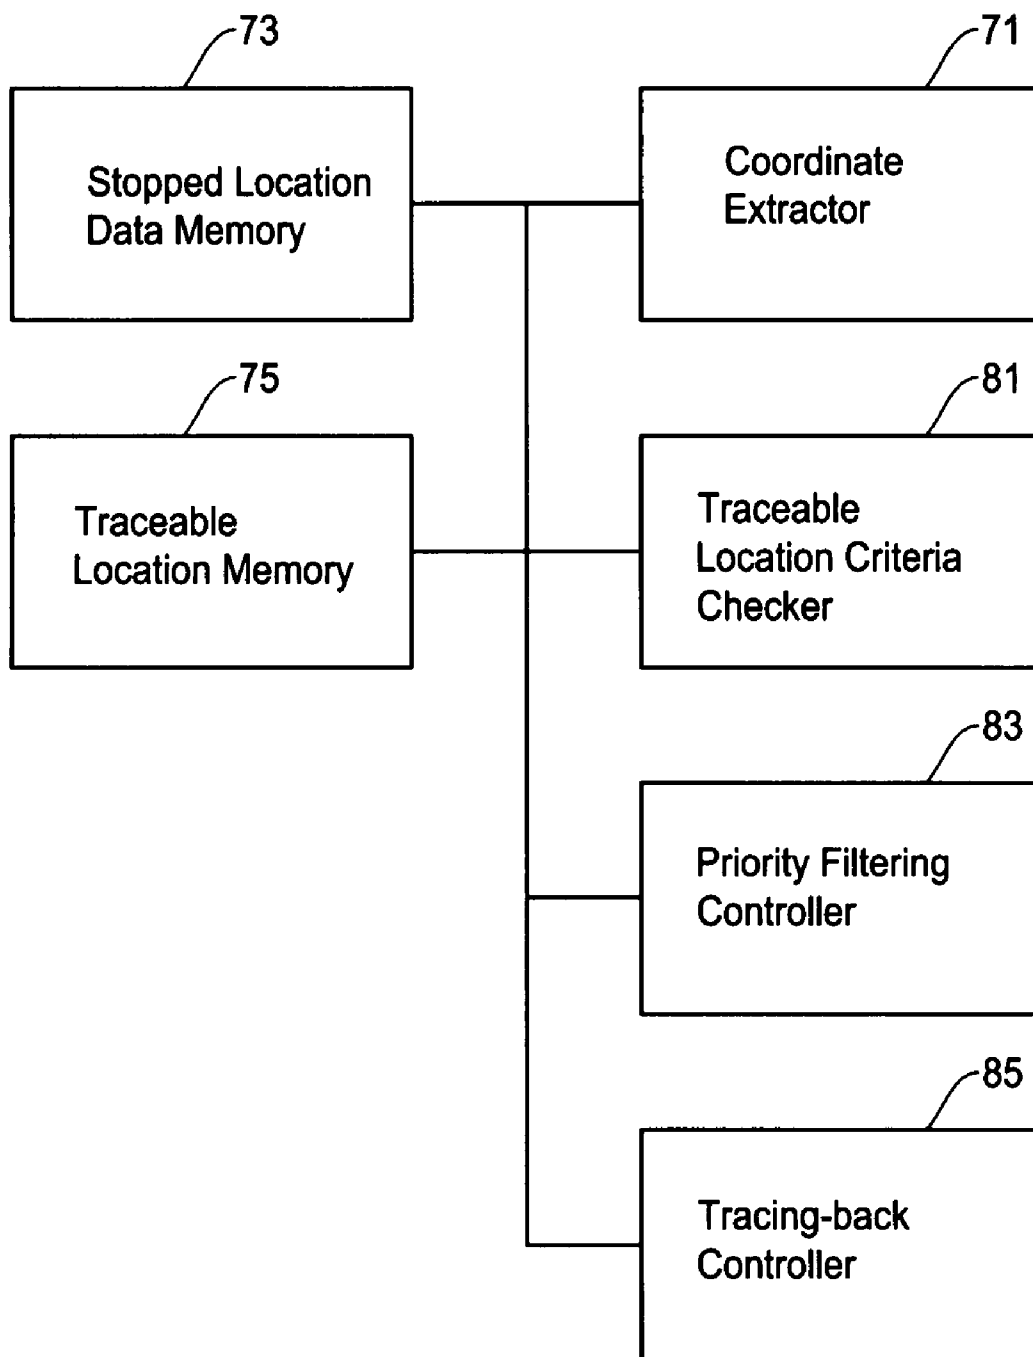 73
71
Stopped Location
Data Memory
Coordinate
Extractor
75
81
Traceable
Location Memory
Traceable
Location Criteria
Checker
83
Priority Filtering
Controller
85
Tracing-back
Controller